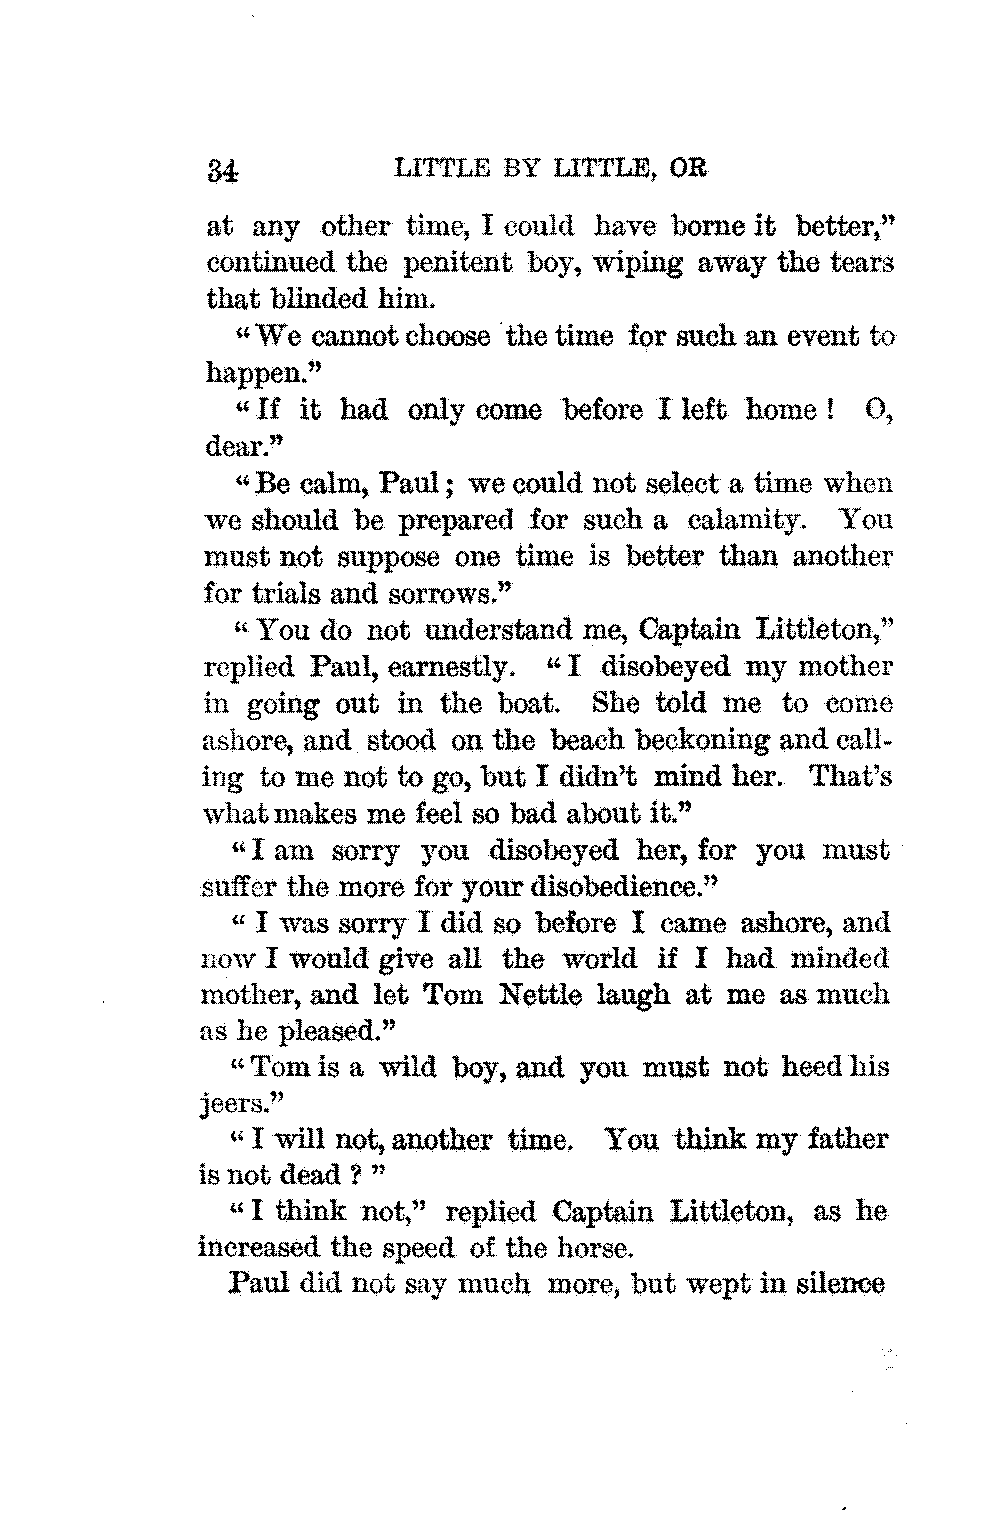 34 LITTLE BY LITTLE, OR
at any other time, I could have borne it better,”
continued the penitent boy, wiping away the tears
that blinded him.
“We cannot choose the time for such an event to
happen.”
“If it had only come before I left home! O,
dear.”
“Be calm, Paul; we could not select a time when
we should be prepared for such a calamity. You
must not suppose one time is better than another
for trials and sorrows.”
“You do not understand me, Captain Littleton,”
replied Paul, earnestly. “I disobeyed my mother
in going out in the boat. She told me to come
ashore, and stood on the beach beckoning and call-
ing to me not to go, but I didn’t mind her. That’s
what makes me feel so bad about it.”
“I am sorry you disobeyed her, for you must
suffer the more for your disobedience.”
“I was sorry I did so before I came ashore, and
now I would give all the world if I had minded
mother, and let Tom Nettle laugh at me as much
as he pleased.”
“Tom is a wild boy, and you must not heed his
jeers.”
“I will not, another time. You think my father
is not dead?”
“I think not,” replied Captain Littleton, as he
increased the speed of the horse.
Paul did not say much more, but wept in silence